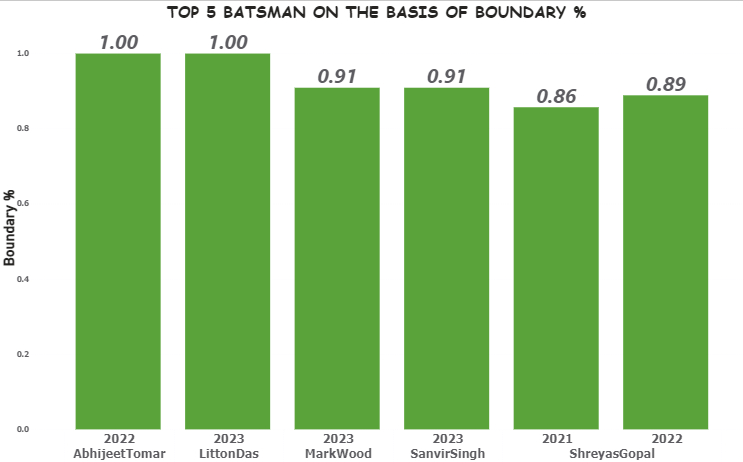 TOP 5 BATSMAN ON THE BASIS OF BOUNDARY %
1.00 1.00 0.91 0.91 0.86 0.89
1.0
0.8
0.6
0.4
0.2
0.0
Boundary %
2022 2023 2023 2023 2021 2022
AbhijeetTomar LittonDas MarkWood SanvirSingh ShreyasGopal